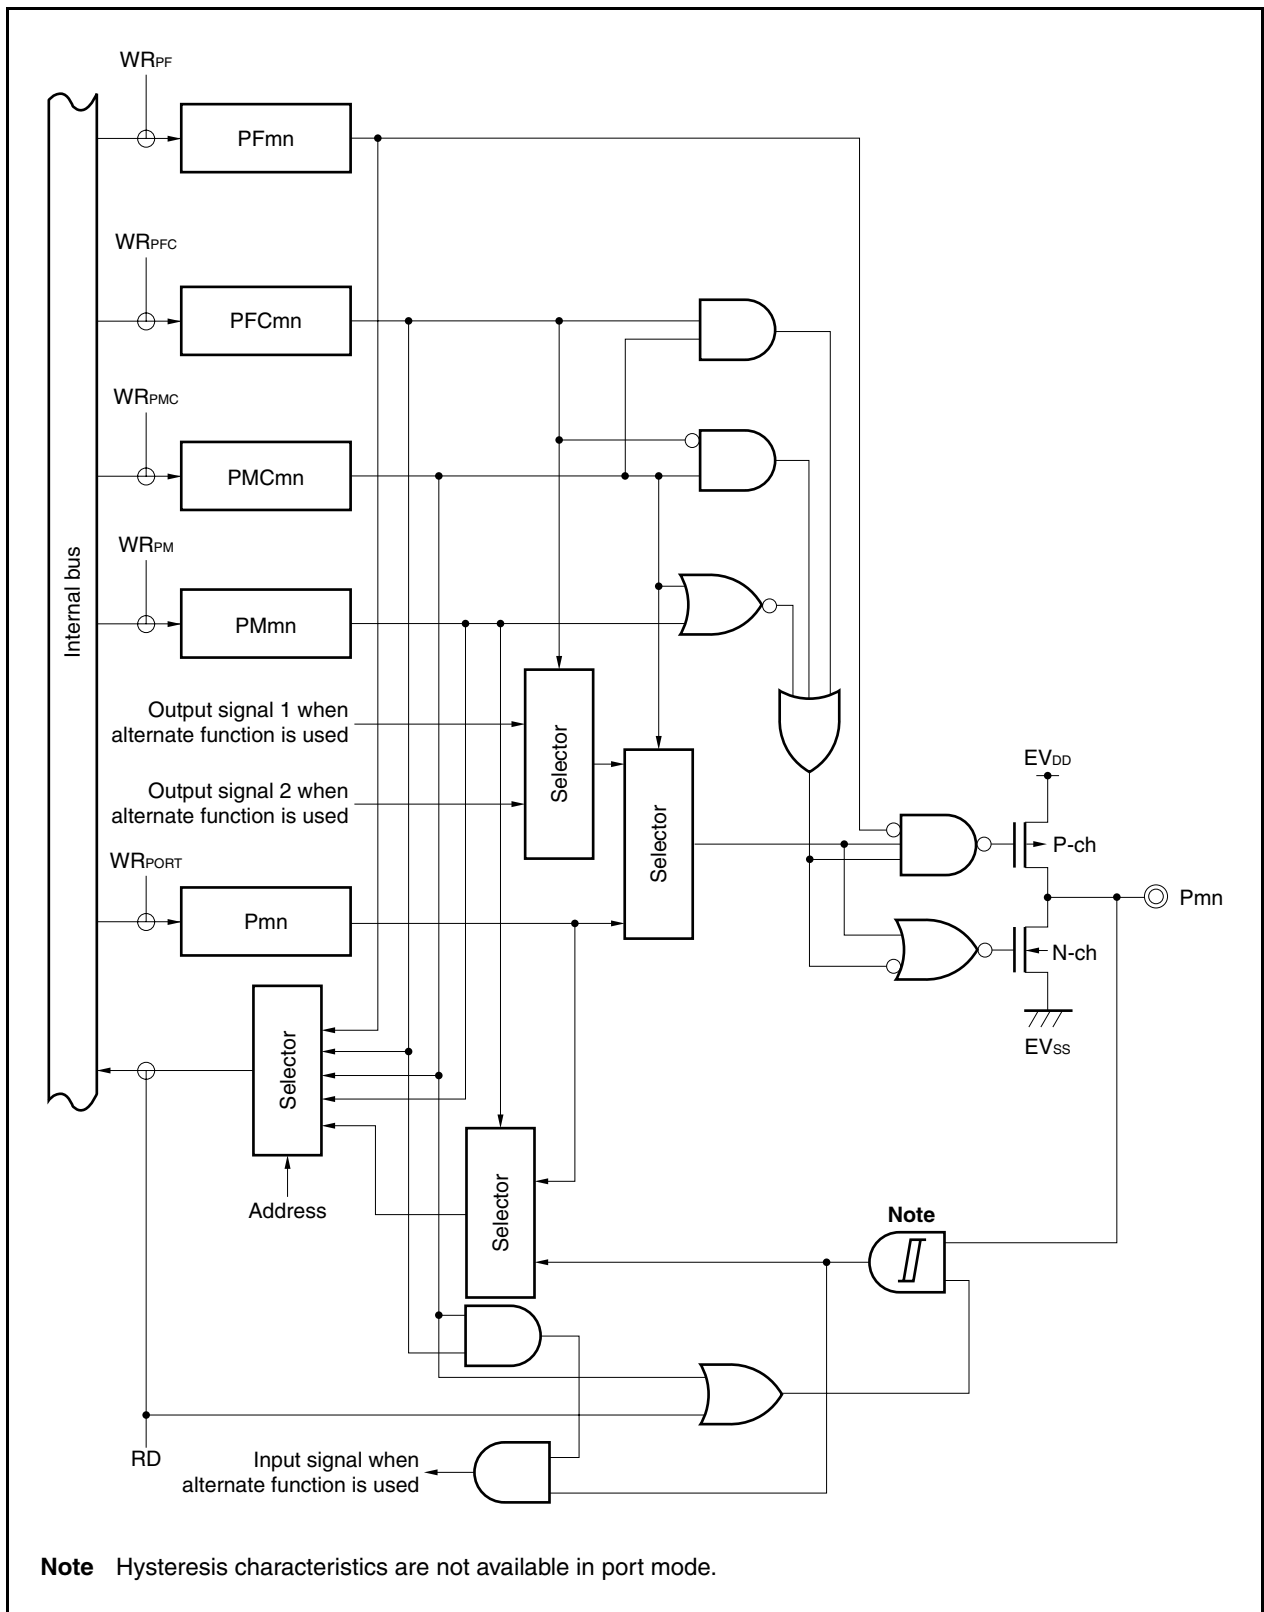 WRPF
PFmn
WRPFC
PFCmn
WRPMC
PMCmn
WRPM
PMmn
Internal bus
Output signal 1 when
alternate function is used
Output signal 2 when
alternate function is used
Selector
Selector
WRPORT
Pmn
EVDD
P-ch
Pmn
N-ch
EVSS
Selector
Address
Selector
Note
RD
Input signal when
alternate function is used
Note Hysteresis characteristics are not available in port mode.